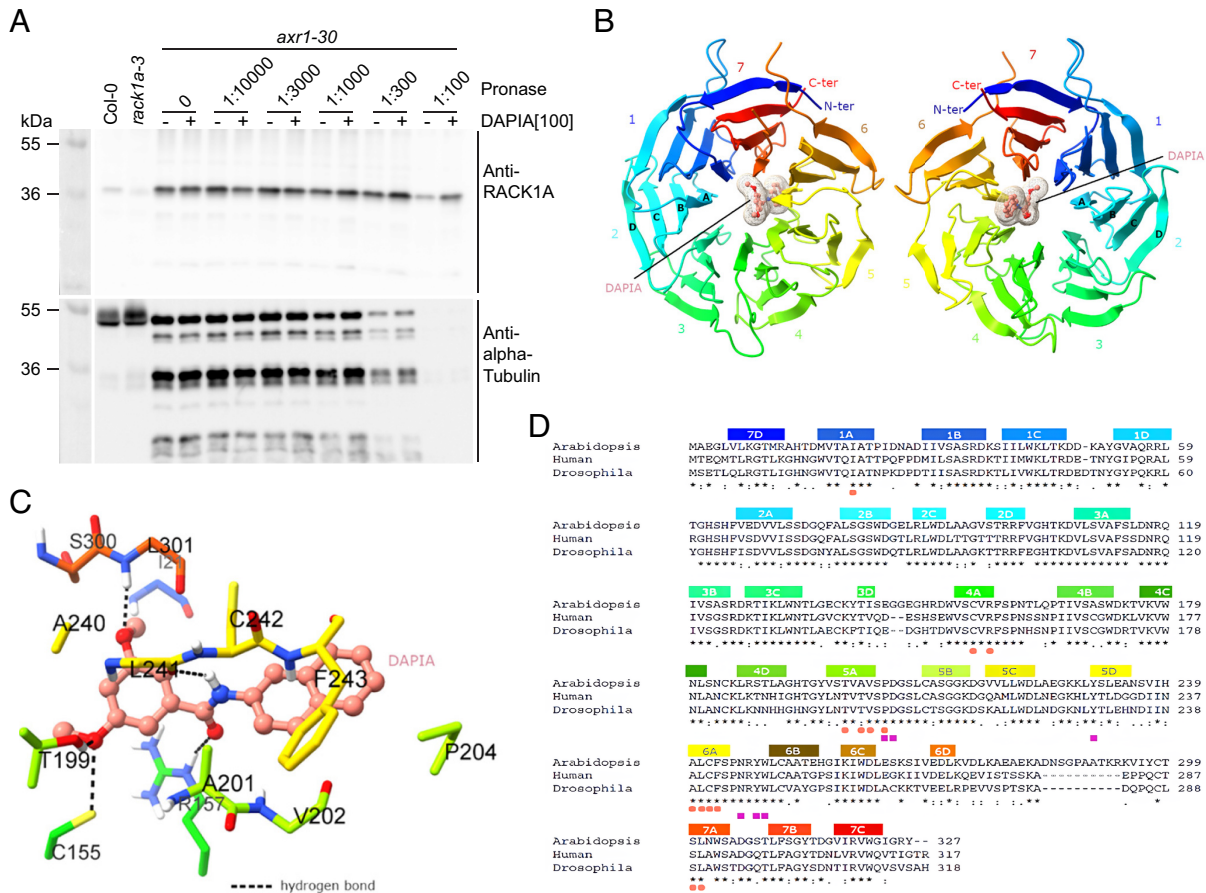 A
axr1-30
Col-0 rack1a-3 0 1:10000 1:3000 1:1000 1:300 1:100 Pronase
kDa - + - + - + - + - + - + DAPIA[100]
55
36
Anti-
RACK1A
55
36
Anti-
alpha-
Tubulin
B
7 7
C-ter C-ter
N-ter N-ter
1 6 6 1
DAPIA
A B C D A B C D
2 2
DAPIA
5 5
3 4 4 3
C
S300 L301
I21
A240 C242
L241 DAPIA
F243
T199 P204
A201
R157 V202
C155
hydrogen bond
D
7D 1A 1B 1C 1D
Arabidopsis MAEGLVLKGTMRAHTDMVTAIATPIDNADIIVSASRDKSIILWKLTKDD-KAYGVAQRRL 59
Human MTEQMTLRGTLKGHNGWVTQIATTPQFPDMILSASRDKTIIMWKLTRDE-TNYGIPQRAL 59
Drosophila MSETLQLRGTLIGHNGWVTQIATNPKDPDTIISASRDKTLIVWKLTRDEDTNYGYPQRAL 60
2A 2B 2C 2D 3A
Arabidopsis TGHSHFVEDVVLSSDGQFALSGSWDGELRLWDLAAGVSTRRFVGHTKDVLSVAFSLDNRQ 119
Human RGHSHFVSDVVISSDGQFALSGSWDGTLRLWDLTTGTTTRRFVGHTKDVLSVAFSSDNRQ 119
Drosophila YGHSHFISDVVLSSDGNYALSGSWDQTLRLWDLAAGKTTRRFEGHTKDVLSVAFSADNRQ 120
3B 3C 3D 4A 4B 4C
Arabidopsis IVSASRDRTIKLWNTLGECKYTISEGGEGHRDWVSCVRFSPNTLQPTIVSASWDKTVKVW 179
Human IVSGSRDKTIKLWNTLGVCKYTVQD--ESHSEWVSCVRFSPNSSNPIIVSCGWDKLVKVW 177
Drosophila IVSGSRDKTIKLWNTLAECKFTIQE--DGHTDWVSCVRFSPNHSNPIIVSCGWDRTVKVW 178
4D 5A 5B 5C 5D
Arabidopsis NLSNCKLRSTLAGHTGYVSTVAVSPDGSLCASGGKDGVVLLWDLAEGKKLYSLEANSVIH 239
Human NLANCKLKTNHIGHTGYLNTVTVSPDGSLCASGGKDGQAMLWDLNEGKHLYTLDGGDIIN 237
Drosophila NLANCKLKNNHHGHNGYLNTVTVSPDGSLCTSGGKDSKALLWDLNDGKNLYTLEHNDIIN 238
6A 6B 6C 6D
Arabidopsis ALCFSPNRYWLCAATEHGIKIWDLESKSIVEDLKVDLKAEAEKADNSGPAATKRKVIYCT 299
Human ALCFSPNRYWLCAATGPSIKIWDLEGKIIVDELKQEVISTSSKA----------EPPQCT 287
Drosophila ALCFSPNRYWLCVAYGPSIKIWDLACKKTVEELRPEVVSPTSKA----------DPPQCL 288
7A 7B 7C
Arabidopsis SLNWSADGSTLFSGYTDGVIRVWGIGRY-- 327
Human SLAWSADGQTLFAGYTDNLVRVWQVTIGTR 317
Drosophila SLAWSTDGQTLFAGYTDNTIRVWQVSVSAH 318